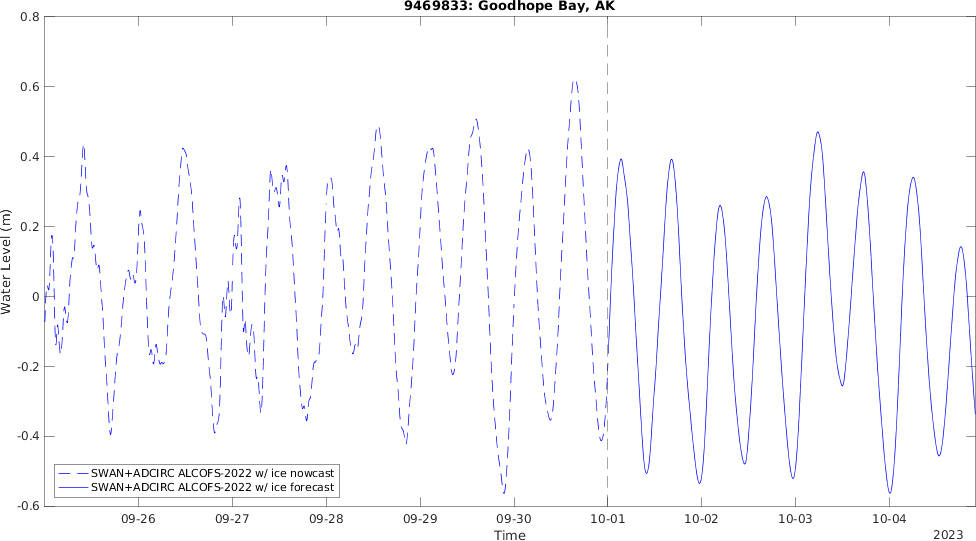 9469833: Goodhope Bay, AK
0.8
0.6
0.4
0.2
0
-0.2
-0.4
-0.6
Water Level (m)
SWAN+ADCIRC ALCOFS-2022 w/ ice nowcast
SWAN+ADCIRC ALCOFS-2022 w/ ice forecast
09-26 09-27 09-28 09-29 09-30 10-01 10-02 10-03 10-04
Time
2023